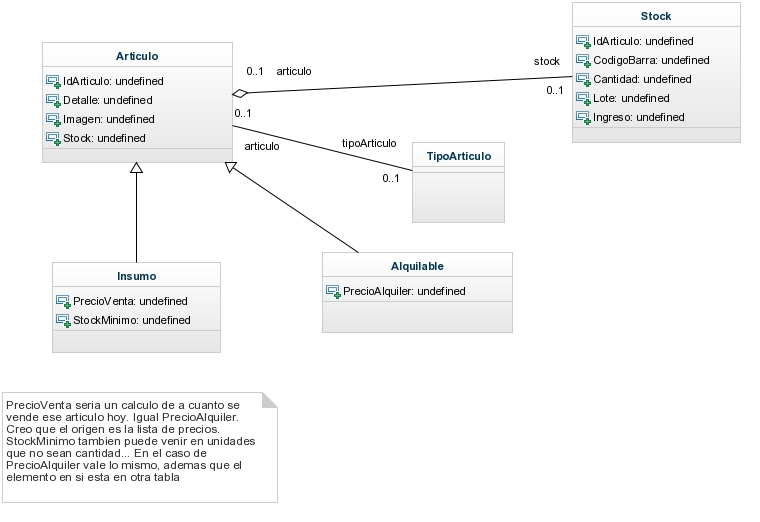 Articulo
IdArticulo: undefined
Detalle: undefined
Imagen: undefined
Stock: undefined
0..1 articulo
stock
0..1
Stock
IdArticulo: undefined
CodigoBarra: undefined
Cantidad: undefined
Lote: undefined
Ingreso: undefined
0..1
articulo
tipoArticulo
0..1
TipoArticulo
Insumo
PrecioVenta: undefined
StockMinimo: undefined
Alquilable
PrecioAlquiler: undefined
PrecioVenta seria un calculo de a cuanto se
vende ese articulo hoy. Igual PrecioAlquiler.
Creo que el origen es la lista de precios.
StockMinimo tambien puede venir en unidades
que no sean cantidad... En el caso de
PrecioAlquiler vale lo mismo, ademas que el
elemento en si esta en otra tabla